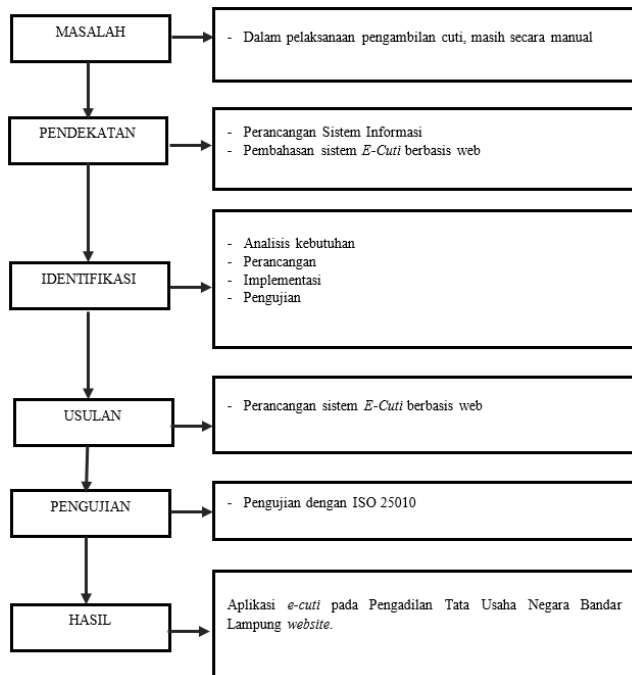 MASALAH
- Dalam pelaksanaan pengambilan cuti, masih secara manual
PENDEKATAN
- Perancangan Sistem Informasi
- Pembahasan sistem E-Cuti berbasis web
IDENTIFIKASI
- Analisis kebutuhan
- Perancangan
- Implementasi
- Pengujian
USULAN
- Perancangan sistem E-Cuti berbasis web
PENGUJIAN
- Pengujian dengan ISO 25010
HASIL
Aplikasi e-cuti pada Pengadilan Tata Usaha Negara Bandar
Lampung website.